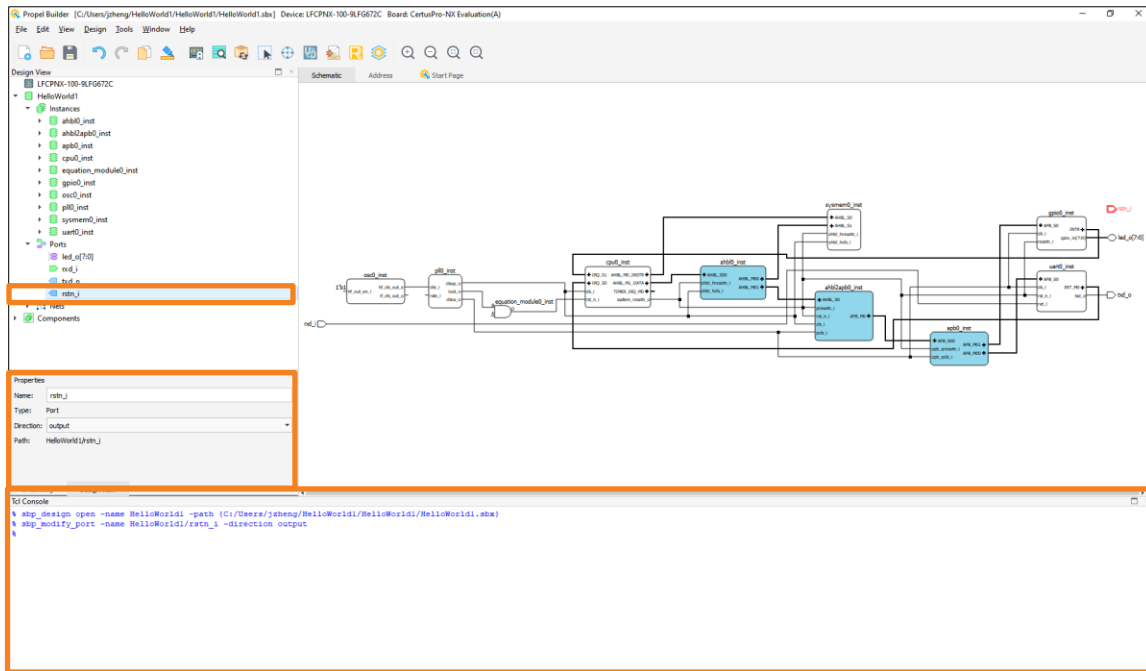 Propel Builder [C:/Users/jzheng/HelloWorld1/HelloWorld1/HelloWorld1.sbx] Device: LFCPNX-100-9LFG672C Board: CertusPro-NX Evaluation(A)
File Edit View Design Tools Window Help
Design View
Schematic Address Start Page
LFCPNX-100-9LFG672C
HelloWorld1
Instances
ahbl0_inst
ahbl2apb0_inst
apb0_inst
cpu0_inst
equation_module0_inst
gpio0_inst
osc0_inst
pll0_inst
sysmem0_inst
uart0_inst
Ports
led_o[7:0]
rxd_i
txd_o
rstn_i
Nets
Components
sysmem0_inst
gpio0_inst
rstn_i
led_o[7:0]
osc0_inst
pll0_inst
cpu0_inst
ahbl0_inst
uart0_inst
equation_module0_inst
ahbl2apb0_inst
txd_o
rxd_i
apb0_inst
Properties
Name: rstn_i
Type: Port
Direction: output
Path: HelloWorld1/rstn_i
Tcl Console
% sbp_design open -name HelloWorld1 -path {C:/Users/jzheng/HelloWorld1/HelloWorld1/HelloWorld1.sbx}
% sbp_modify_port -name HelloWorld1/rstn_i -direction output
%